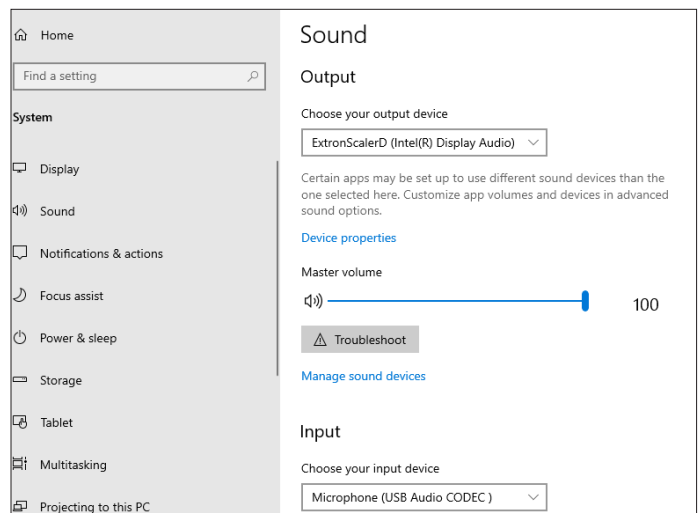 Home
Find a setting
System
Display
Sound
Notifications & actions
Focus assist
Power & sleep
Storage
Tablet
Multitasking
Projecting to this PC
Sound
Output
Choose your output device
ExtronScalerD (Intel(R) Display Audio)
Certain apps may be set up to use different sound devices than the
one selected here. Customize app volumes and devices in advanced
sound options.
Device properties
Master volume
100
Troubleshoot
Manage sound devices
Input
Choose your input device
Microphone (USB Audio CODEC )